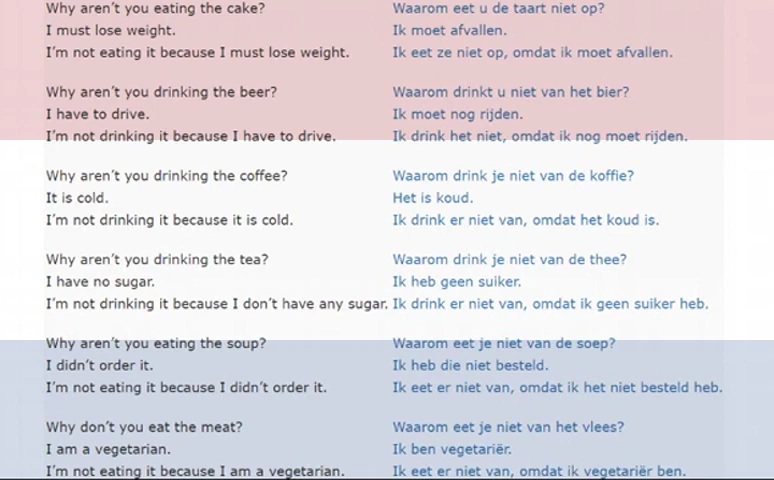 Why aren't you eating the cake? Waarom eet u de taart niet op?
I must lose weight. Ik moet afvallen.
I'm not eating it because I must lose weight. Ik eet ze niet op, omdat ik moet afvallen.
Why aren't you drinking the beer? Waarom drinkt u niet van het bier?
I have to drive. Ik moet nog rijden.
I'm not drinking it because I have to drive. Ik drink het niet, omdat ik nog moet rijden.
Why aren't you drinking the coffee? Waarom drink je niet van de koffie?
It is cold. Het is koud.
I'm not drinking it because it is cold. Ik drink er niet van, omdat het koud is.
Why aren't you drinking the tea? Waarom drink je niet van de thee?
I have no sugar. Ik heb geen suiker.
I'm not drinking it because I don't have any sugar. Ik drink er niet van, omdat ik geen suiker heb.
Why aren't you eating the soup? Waarom eet je niet van de soep?
I didn't order it. Ik heb die niet besteld.
I'm not eating it because I didn't order it. Ik eet er niet van, omdat ik het niet besteld heb.
Why don't you eat the meat? Waarom eet je niet van het vlees?
I am a vegetarian. Ik ben vegetariër.
I'm not eating it because I am a vegetarian. Ik eet er niet van, omdat ik vegetariër ben.